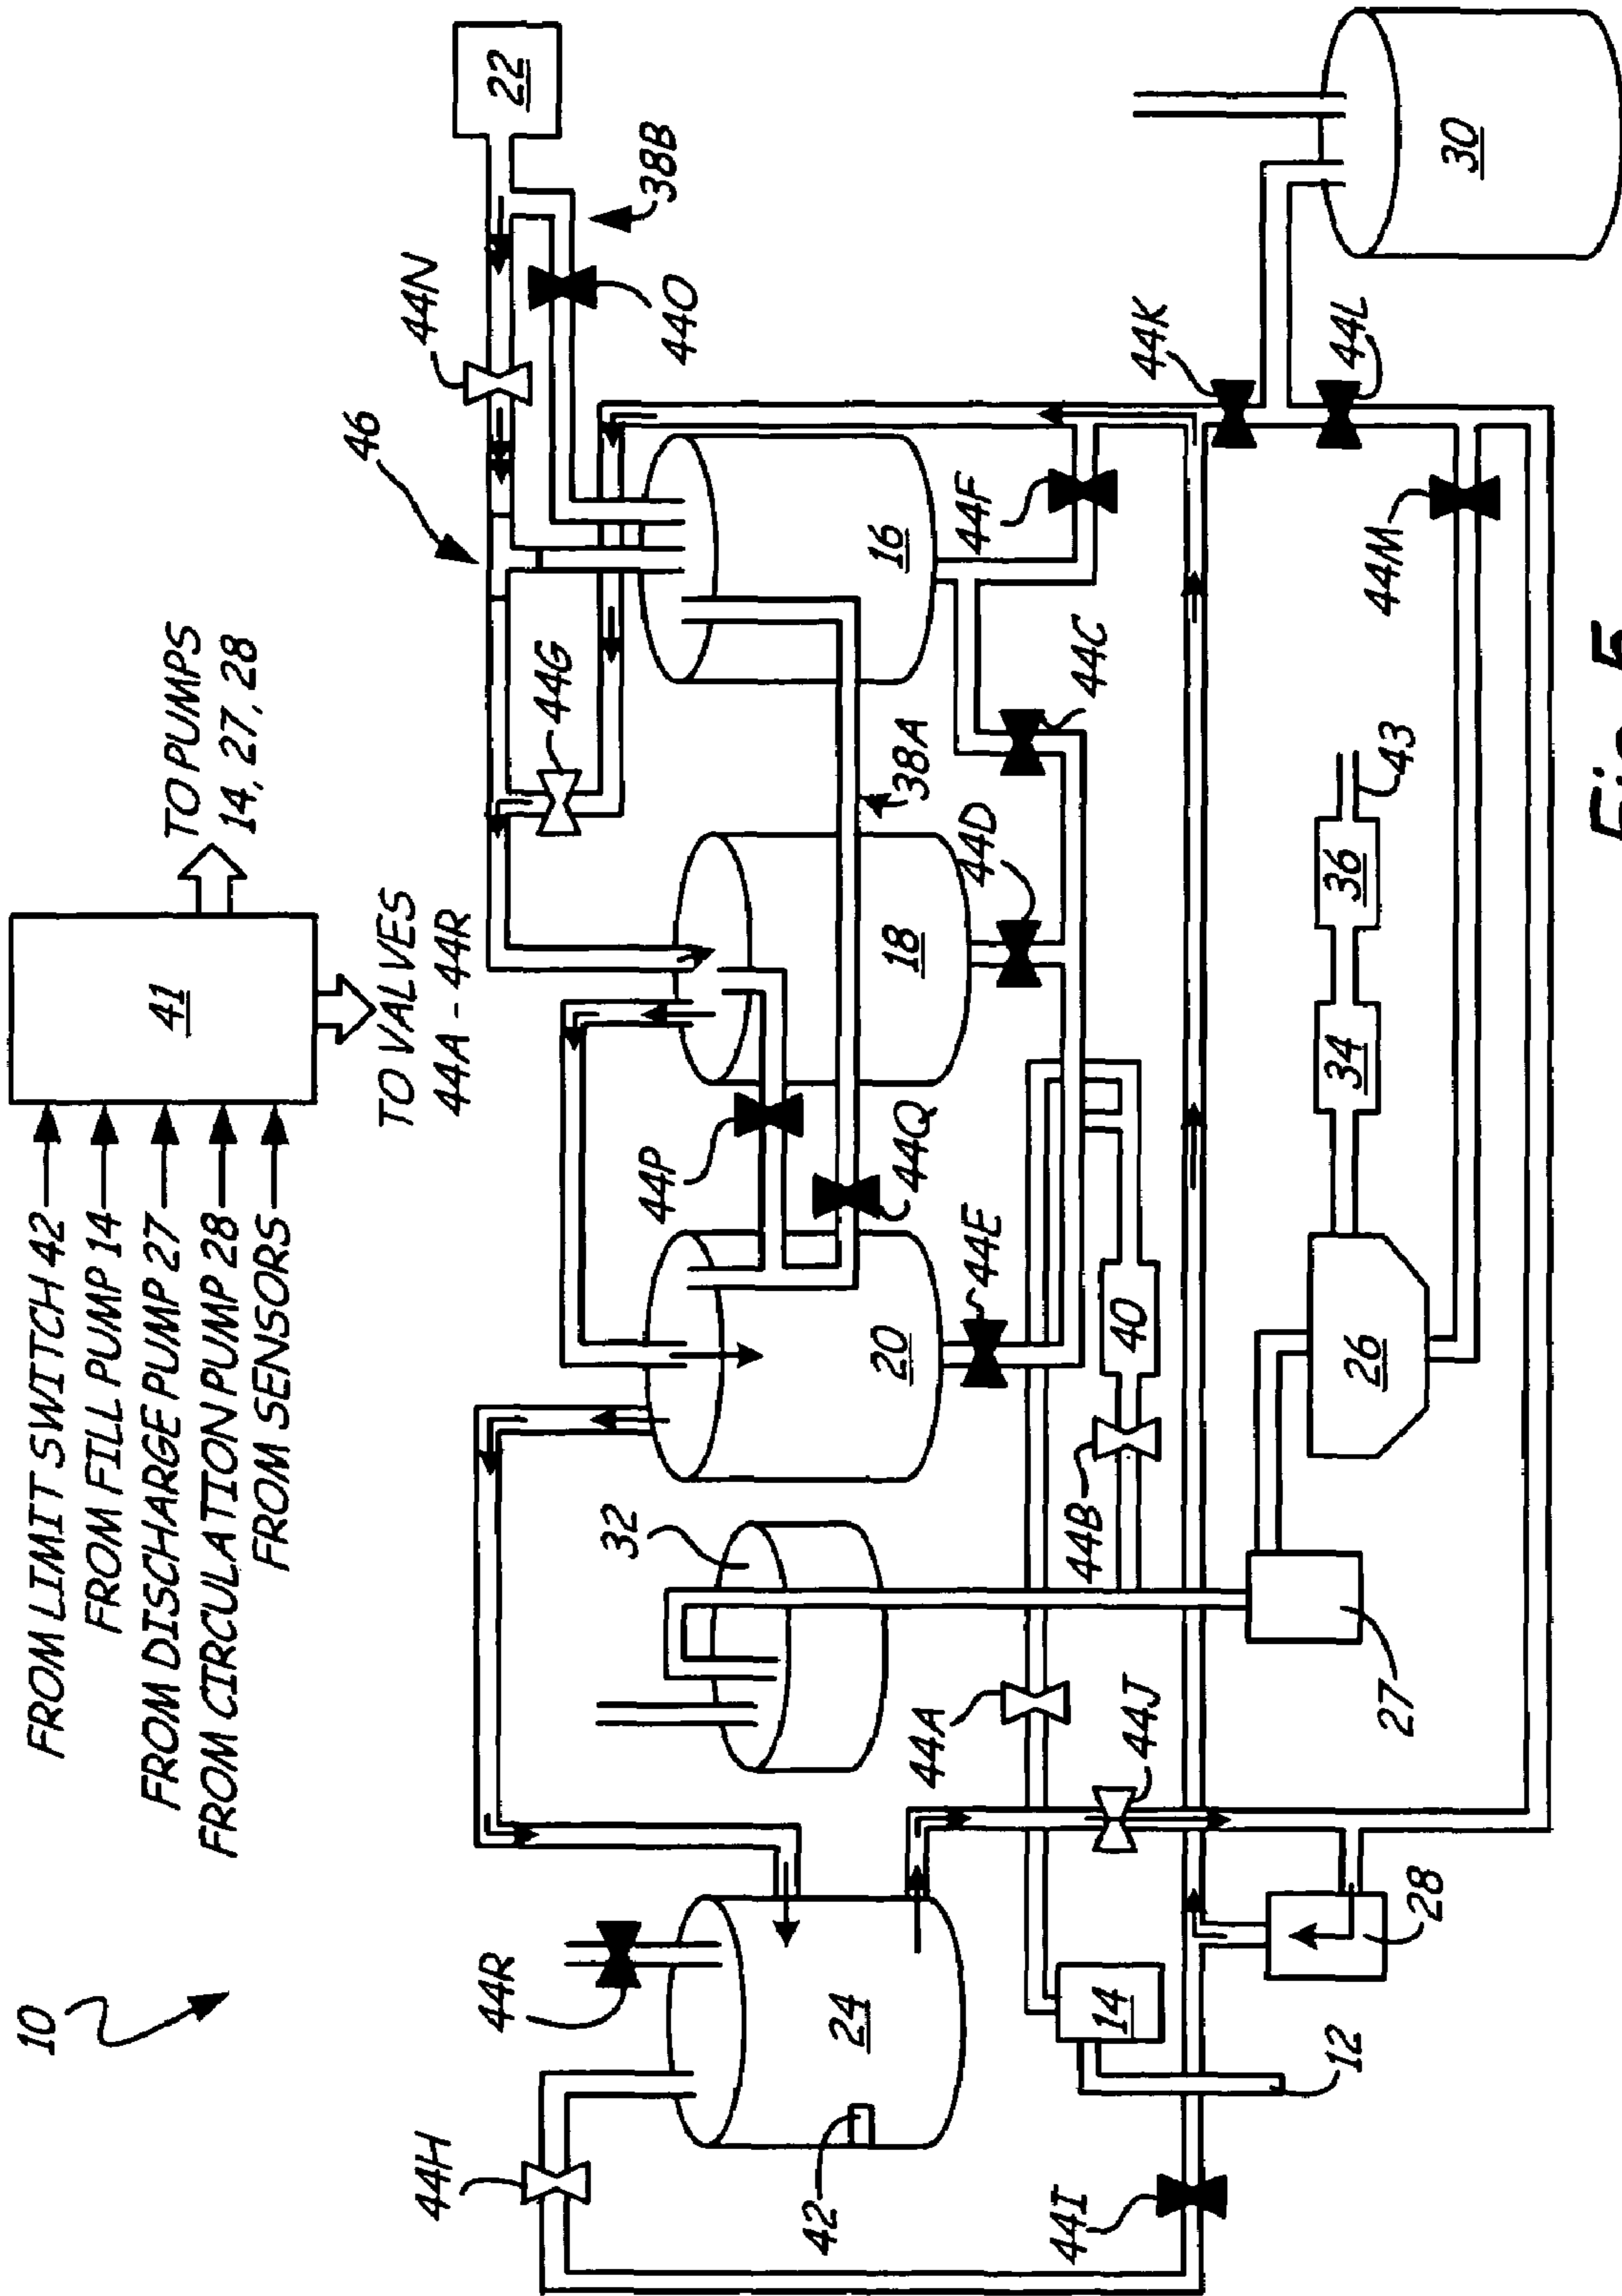 10
FROM LIMIT SWITCH 42
FROM FILL PUMP 14
FROM DISCHARGE PUMP 27
FROM CIRCULATION PUMP 28
FROM SENSORS
41
TO PUMPS
14, 27, 28
TO VALVES
44A - 44R
46
44N
22
38B
44O
44G
44H
44R
24
42
32
20
44P
44Q
18
38A
16
44F
44K
44L
30
44C
44D
44E
44A
44B
40
44J
14
12
44I
28
27
26
34
36
43
44M
Fig. 5